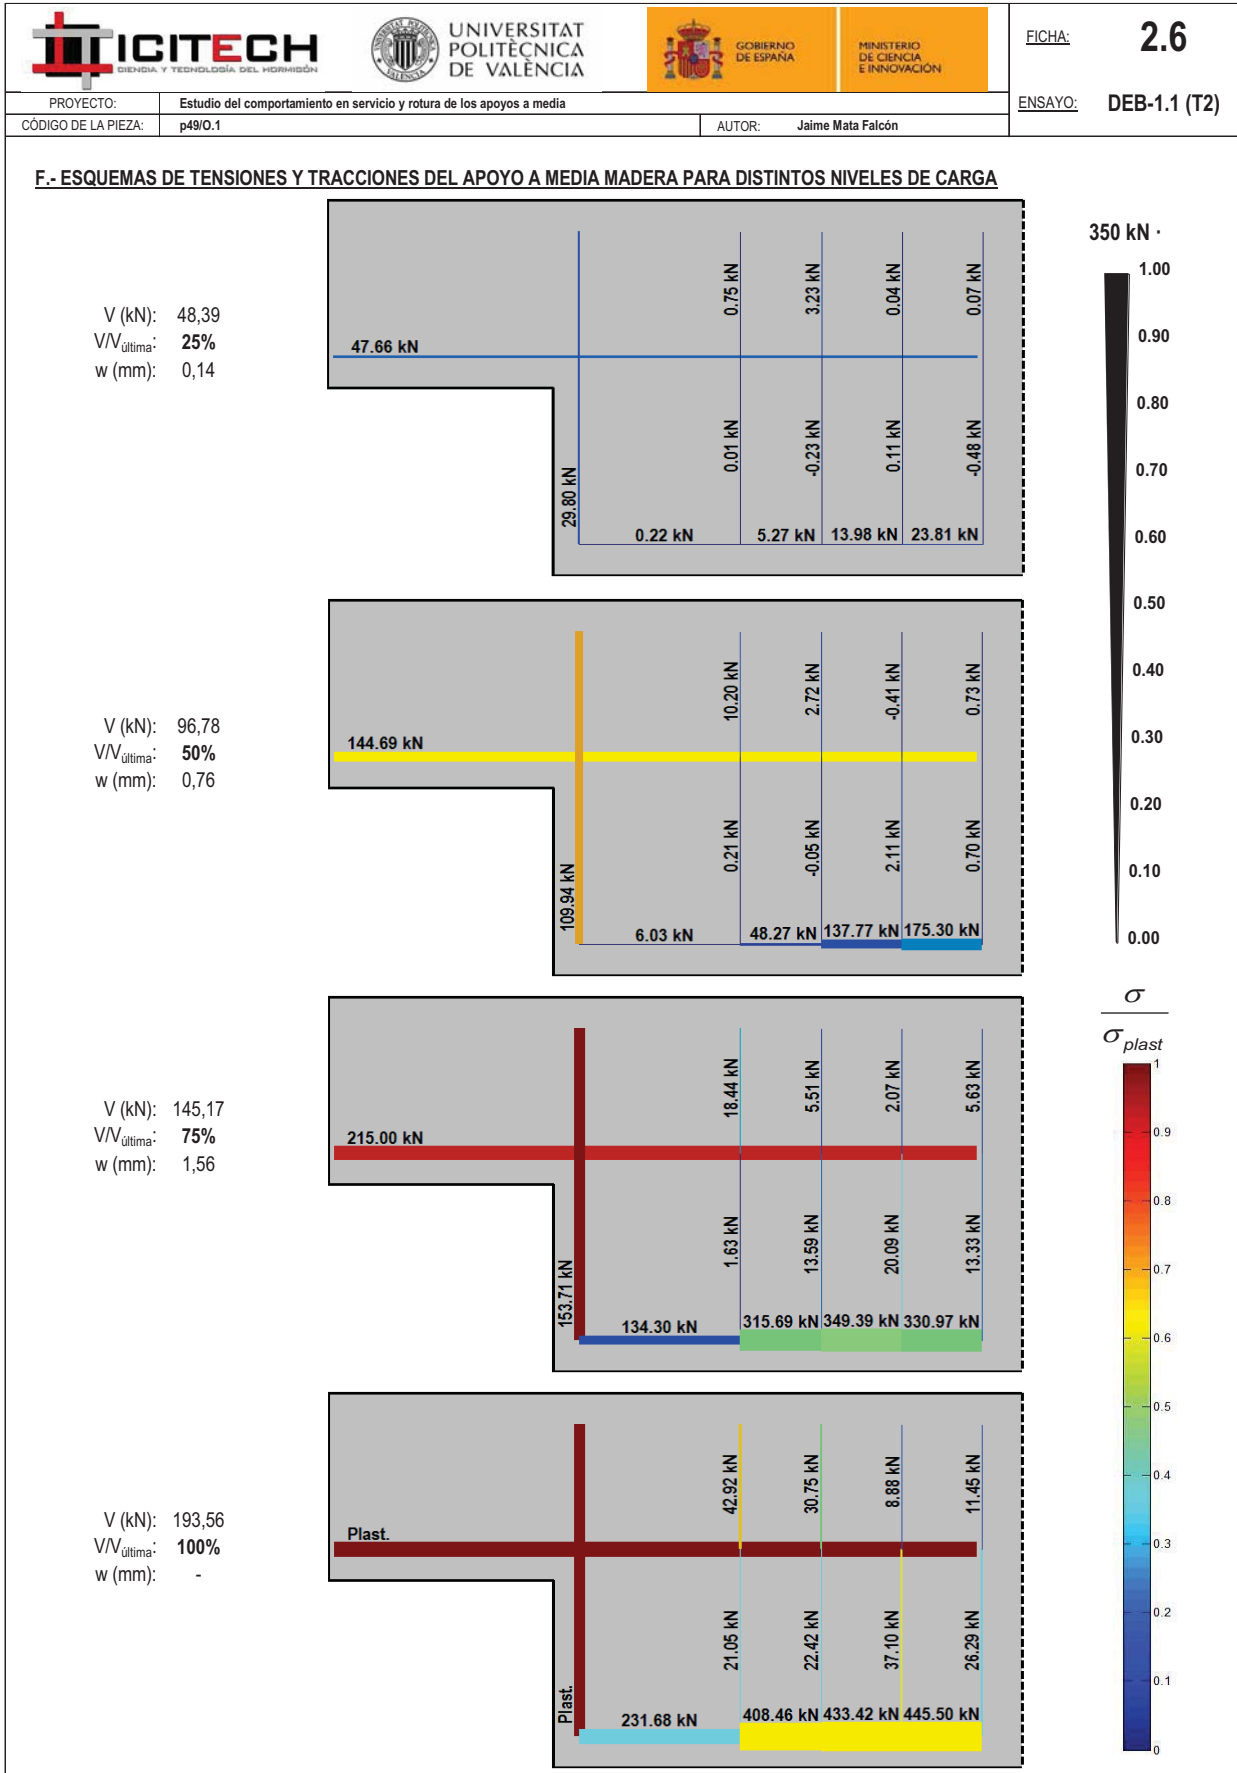 ICITECH
CIENCIA Y TECNOLOGÍA DEL HORMIGÓN
UNIVERSITAT
POLITÈCNICA
DE VALÈNCIA
GOBIERNO
DE ESPAÑA
MINISTERIO
DE CIENCIA
E INNOVACIÓN
FICHA: 2.6
PROYECTO: Estudio del comportamiento en servicio y rotura de los apoyos a media
ENSAYO: DEB-1.1 (T2)
CÓDIGO DE LA PIEZA: p49/O.1
AUTOR: Jaime Mata Falcón
F.- ESQUEMAS DE TENSIONES Y TRACCIONES DEL APOYO A MEDIA MADERA PARA DISTINTOS NIVELES DE CARGA
V (kN): 48,39
V/Vúltima: 25%
w (mm): 0,14
47.66 kN
29.80 kN
0.75 kN
3.23 kN
0.04 kN
0.07 kN
0.01 kN
-0.23 kN
0.11 kN
-0.48 kN
0.22 kN
5.27 kN
13.98 kN
23.81 kN
V (kN): 96,78
V/Vúltima: 50%
w (mm): 0,76
144.69 kN
109.94 kN
10.20 kN
2.72 kN
-0.41 kN
0.73 kN
0.21 kN
-0.05 kN
2.11 kN
0.70 kN
6.03 kN
48.27 kN
137.77 kN
175.30 kN
V (kN): 145,17
V/Vúltima: 75%
w (mm): 1,56
215.00 kN
153.71 kN
18.44 kN
5.51 kN
2.07 kN
5.63 kN
1.63 kN
13.59 kN
20.09 kN
13.33 kN
134.30 kN
315.69 kN
349.39 kN
330.97 kN
V (kN): 193,56
V/Vúltima: 100%
w (mm): -
Plast.
Plast.
42.92 kN
30.75 kN
8.88 kN
11.45 kN
21.05 kN
22.42 kN
37.10 kN
26.29 kN
231.68 kN
408.46 kN
433.42 kN
445.50 kN
350 kN ·
1.00
0.90
0.80
0.70
0.60
0.50
0.40
0.30
0.20
0.10
0.00
σ
σplast
1
0.9
0.8
0.7
0.6
0.5
0.4
0.3
0.2
0.1
0